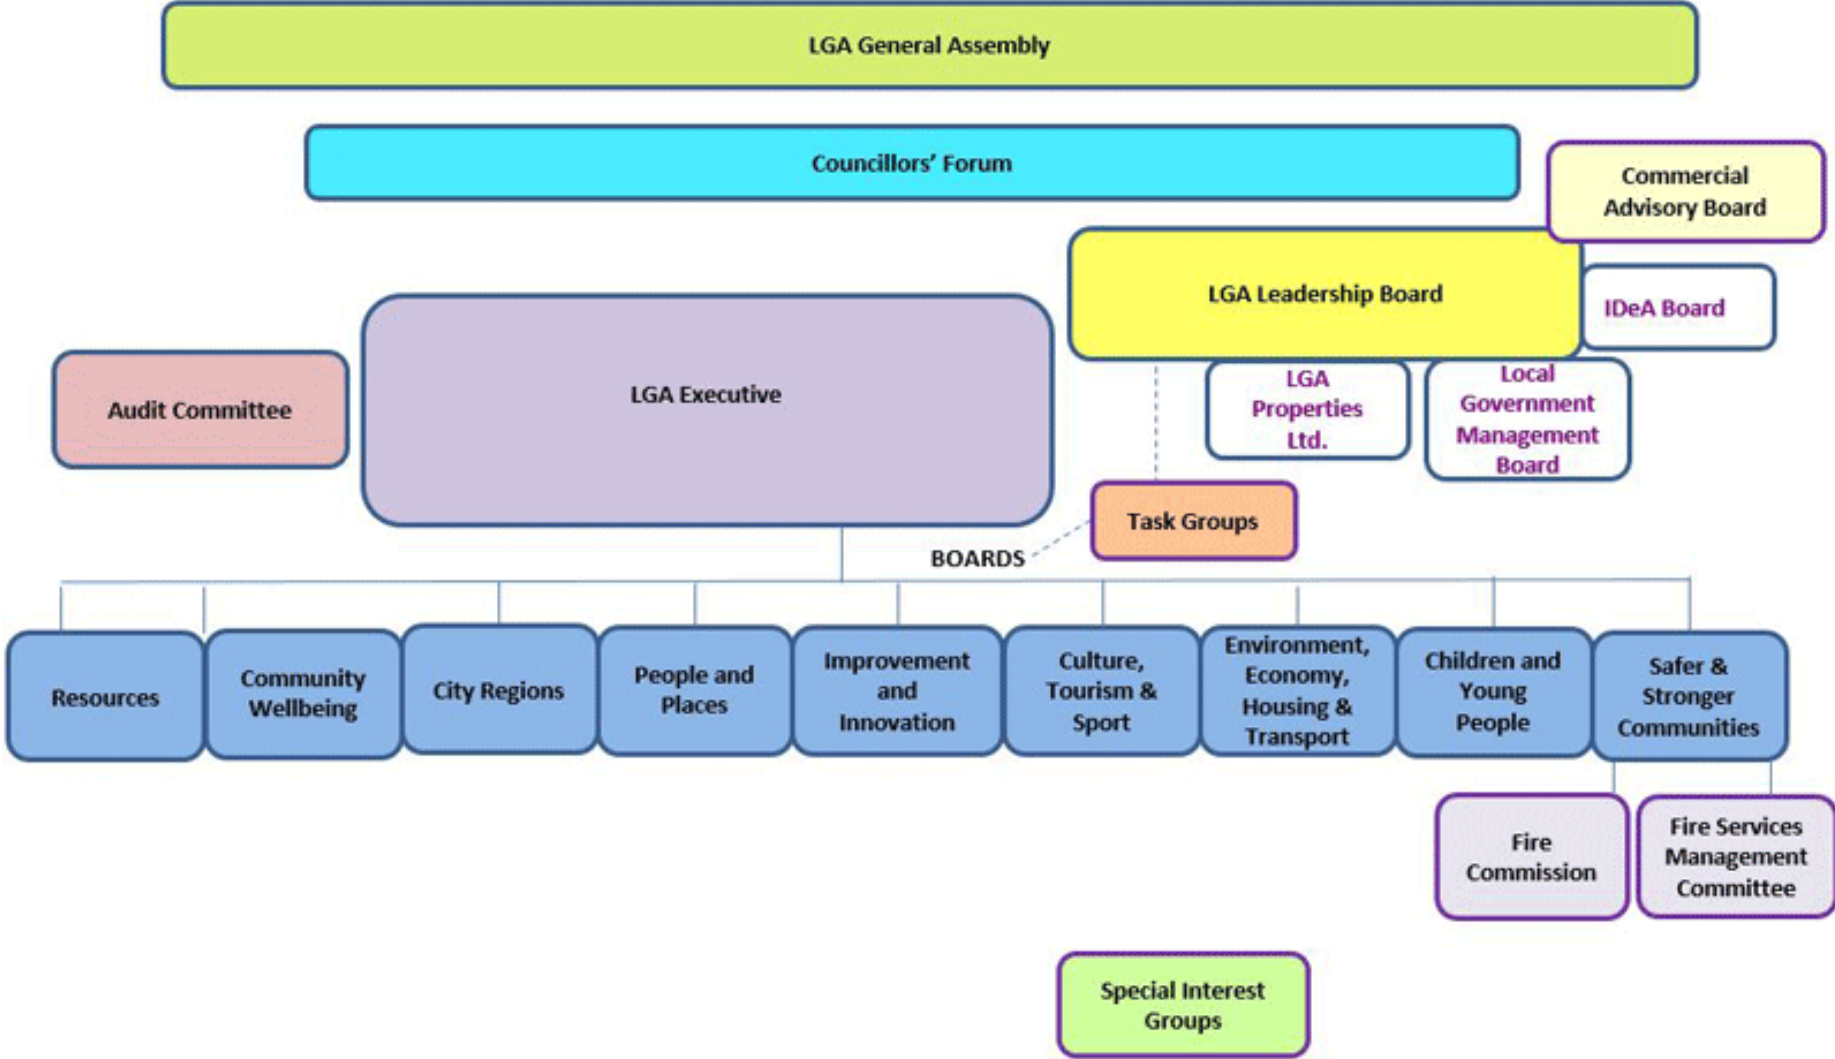 LGA General Assembly
Councillors’ Forum
Commercial
Advisory Board
LGA Leadership Board
IDeA Board
LGA Executive
Audit Committee
LGA
Properties
Ltd.
Local
Government
Management
Board
Task Groups
BOARDS
Resources
Community
Wellbeing
City Regions
People and
Places
Improvement
and
Innovation
Culture,
Tourism &
Sport
Environment,
Economy,
Housing &
Transport
Children and
Young
People
Safer &
Stronger
Communities
Fire
Commission
Fire Services
Management
Committee
Special Interest
Groups